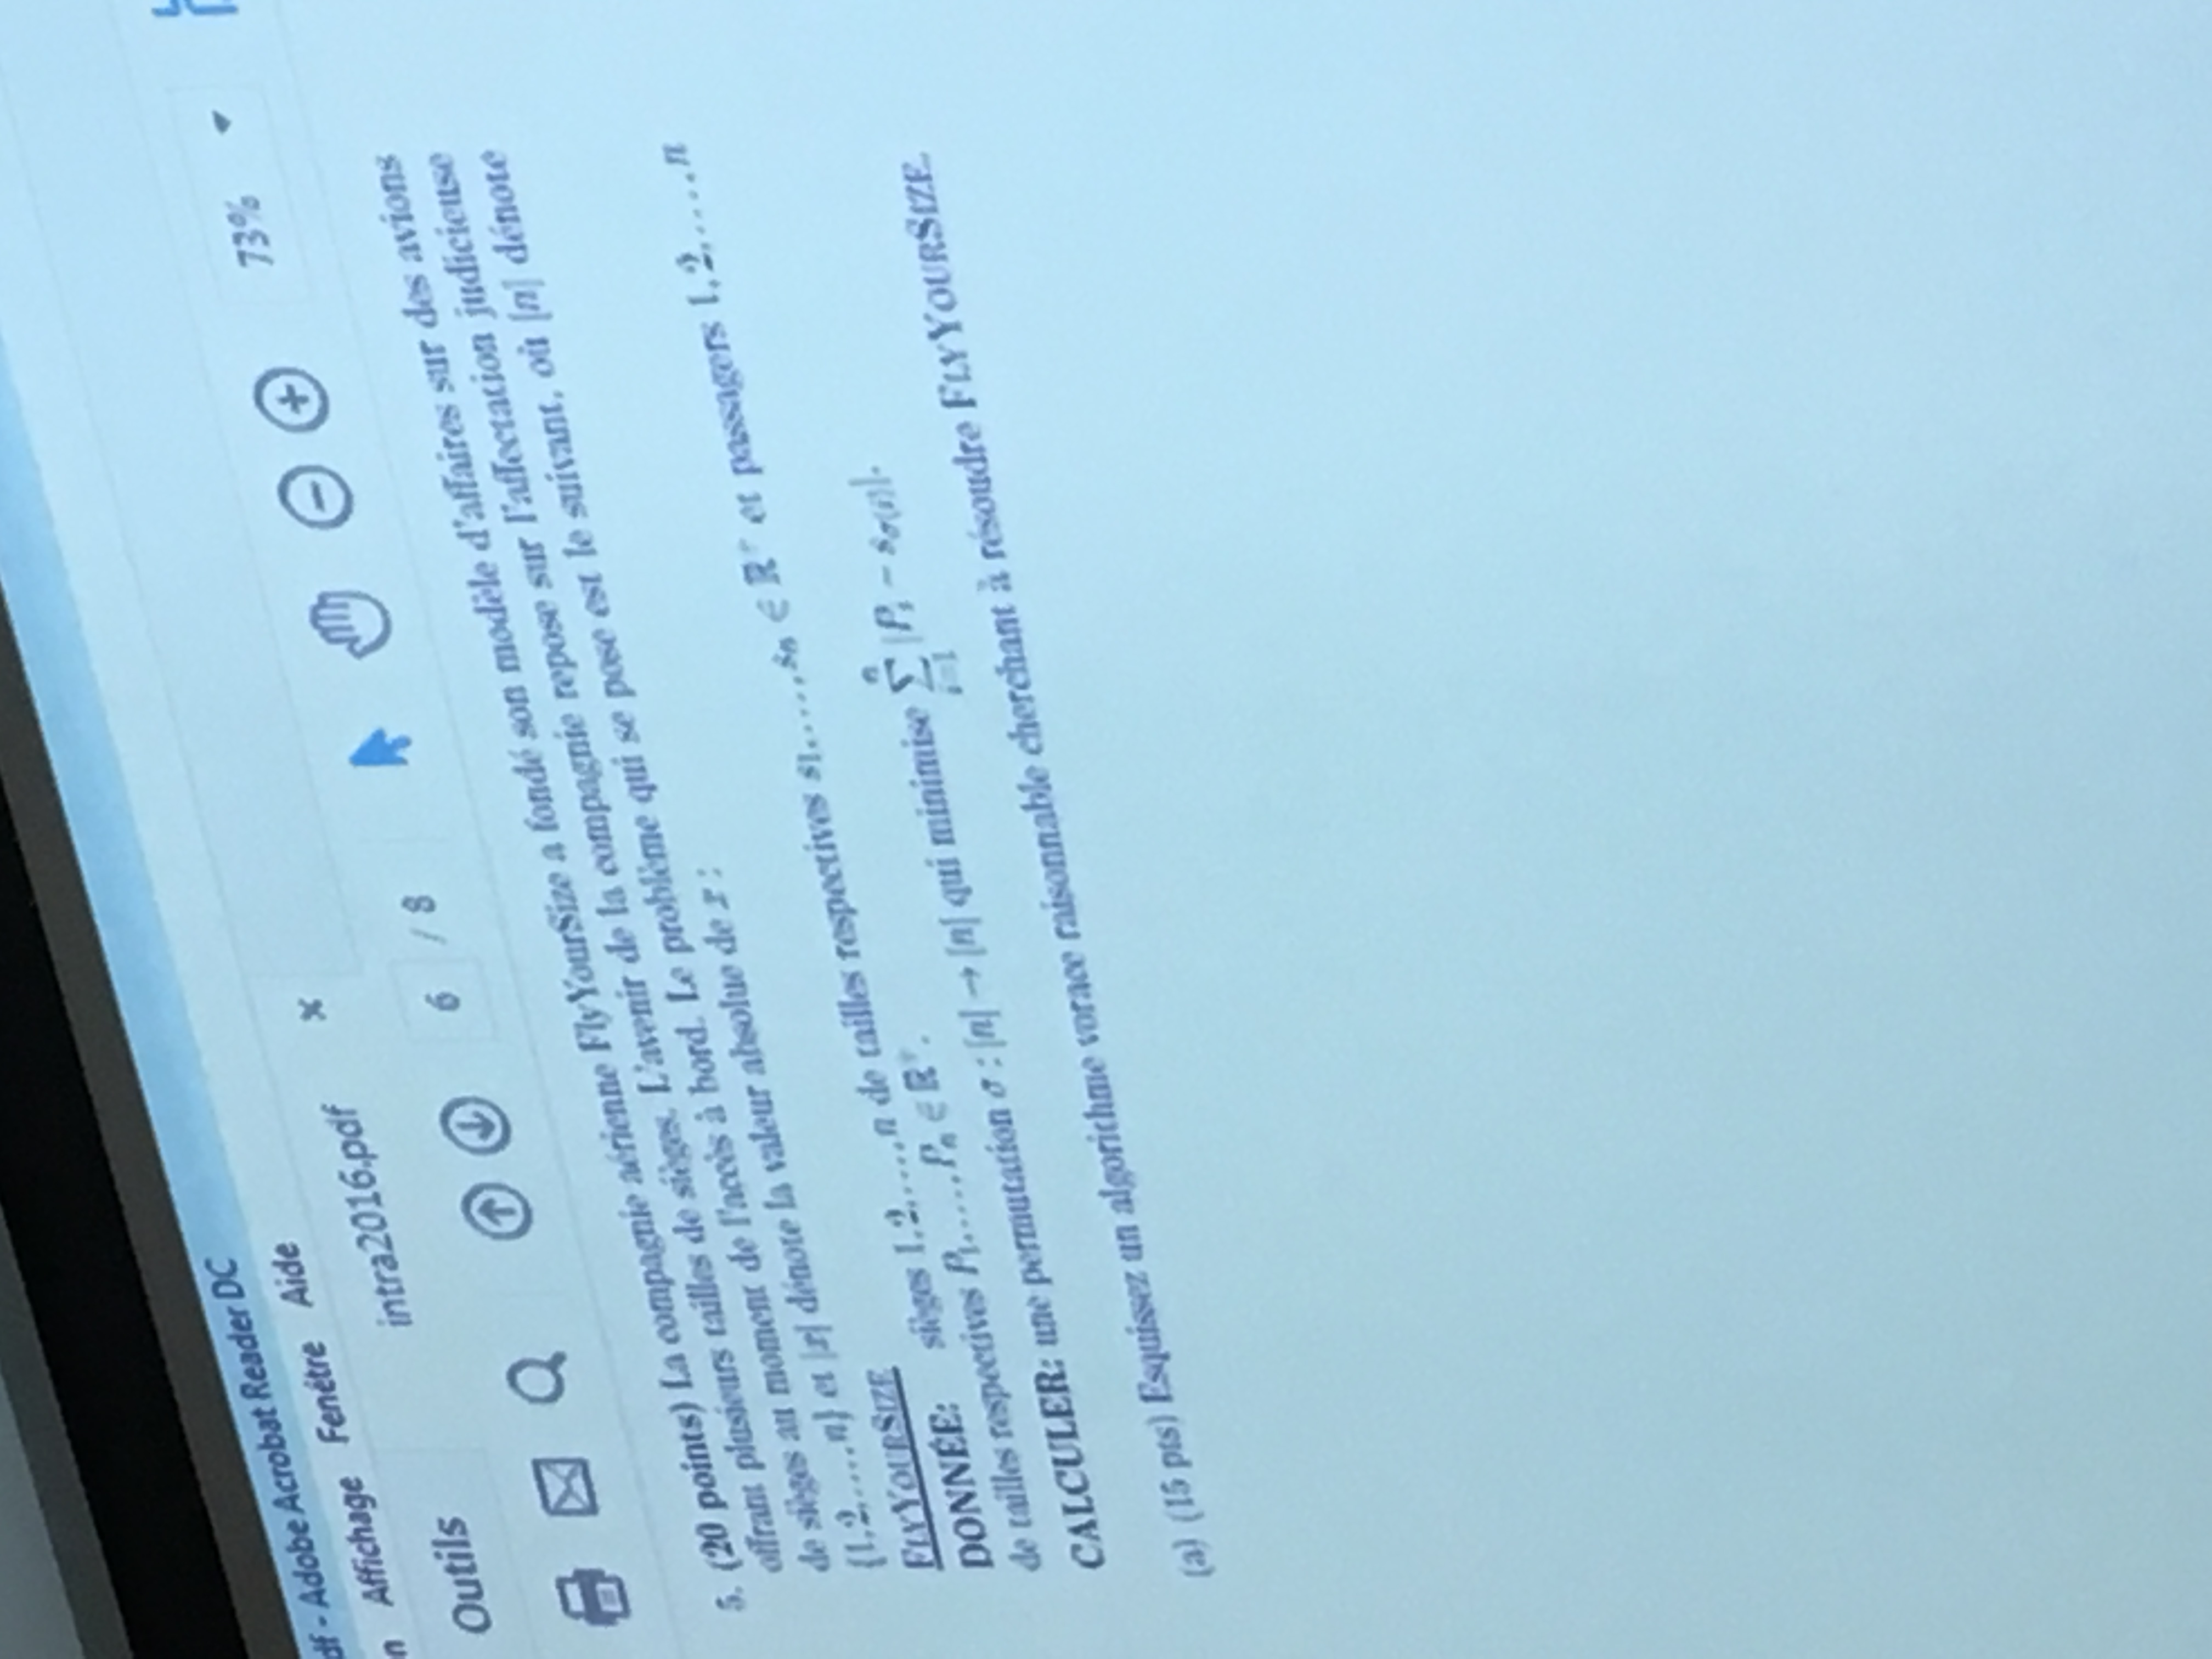 df - Adobe Acrobat Reader DC
n Affichage Fenêtre Aide
Outils intra2016.pdf ×
6 / 8 73%
5. (20 points) La compagnie aérienne FlyYourSize a fondé son modèle d'affaires sur des avions
offrant plusieurs tailles de sièges. L'avenir de la compagnie repose sur l'affectation judicieuse
de sièges au moment de l'accès à bord. Le problème qui se pose est le suivant, où [n] dénote
{1,2,...,n} et |x| dénote la valeur absolue de x :
FLYYOURSIZE
DONNÉE: sièges 1,2,...,n de tailles respectives s₁,...,sₙ ∈ ℝ⁺ et passagers 1,2,...,n
de tailles respectives P₁,...,Pₙ ∈ ℝ⁺.
CALCULER: une permutation σ : [n] → [n] qui minimise ∑ⁿᵢ₌₁ |Pᵢ − s_σ(i)|.
(a) (15 pts) Esquissez un algorithme vorace raisonnable cherchant à résoudre FLYYOURSIZE.